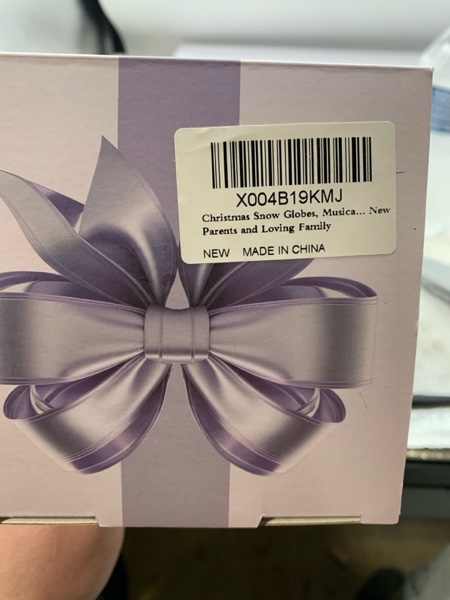 X004B19KMJ
Christmas Snow Globes, Musica... New
Parents and Loving Family
NEW MADE IN CHINA